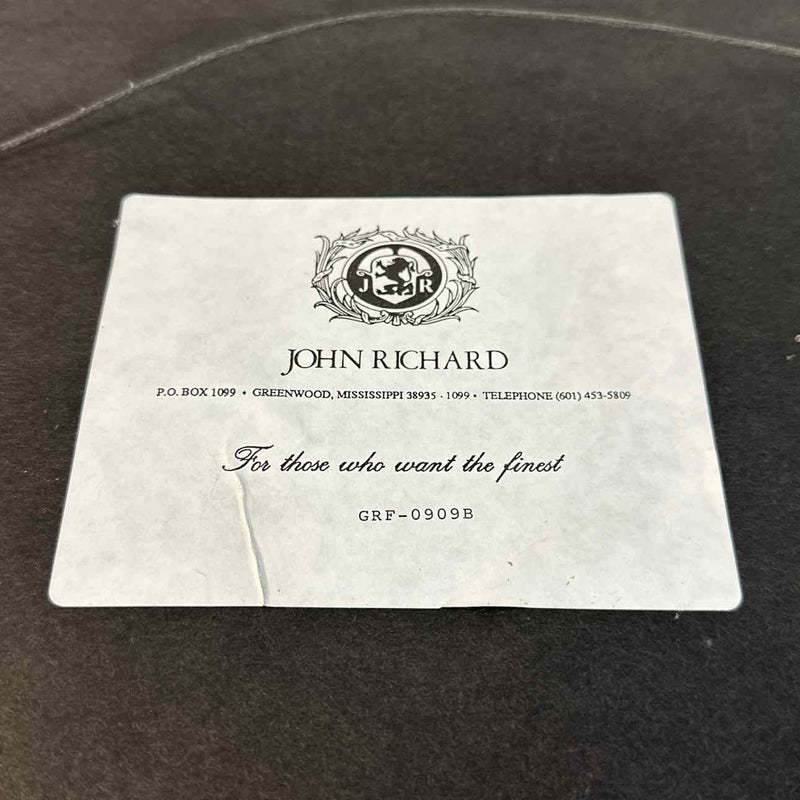 J R
JOHN RICHARD
P.O. BOX 1099 • GREENWOOD, MISSISSIPPI 38935 - 1099 • TELEPHONE (601) 453-5809
For those who want the finest
GRF-0909B